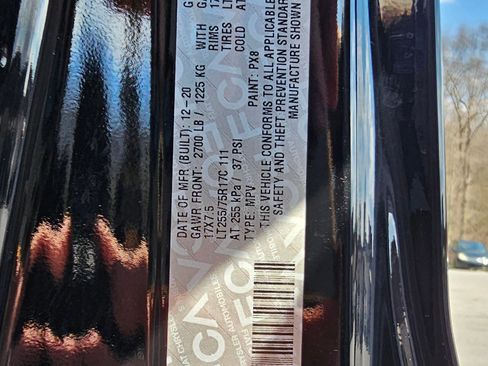 DATE OF MFR (BUILT): 12-20
GAWR FRONT: 2700 LB / 1225 KG WITH
17X7.5 RIMS
LT255/75R17C 111 TIRES
AT 255 kPa / 37 PSI COLD
TYPE: MPV PAINT: PX8
THIS VEHICLE CONFORMS TO ALL APPLICABLE
SAFETY AND THEFT PREVENTION STANDAR
MANUFACTURE SHOWN